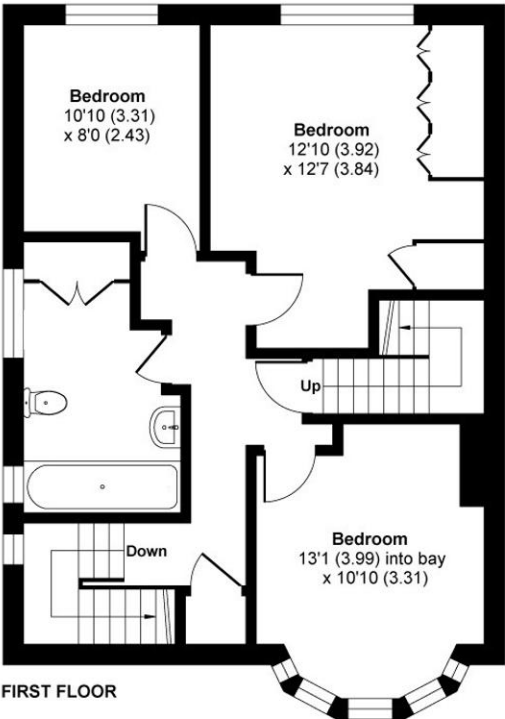 Bedroom
10'10 (3.31)
x 8'0 (2.43)
Bedroom
12'10 (3.92)
x 12'7 (3.84)
Up
Down
Bedroom
13'1 (3.99) into bay
x 10'10 (3.31)
FIRST FLOOR